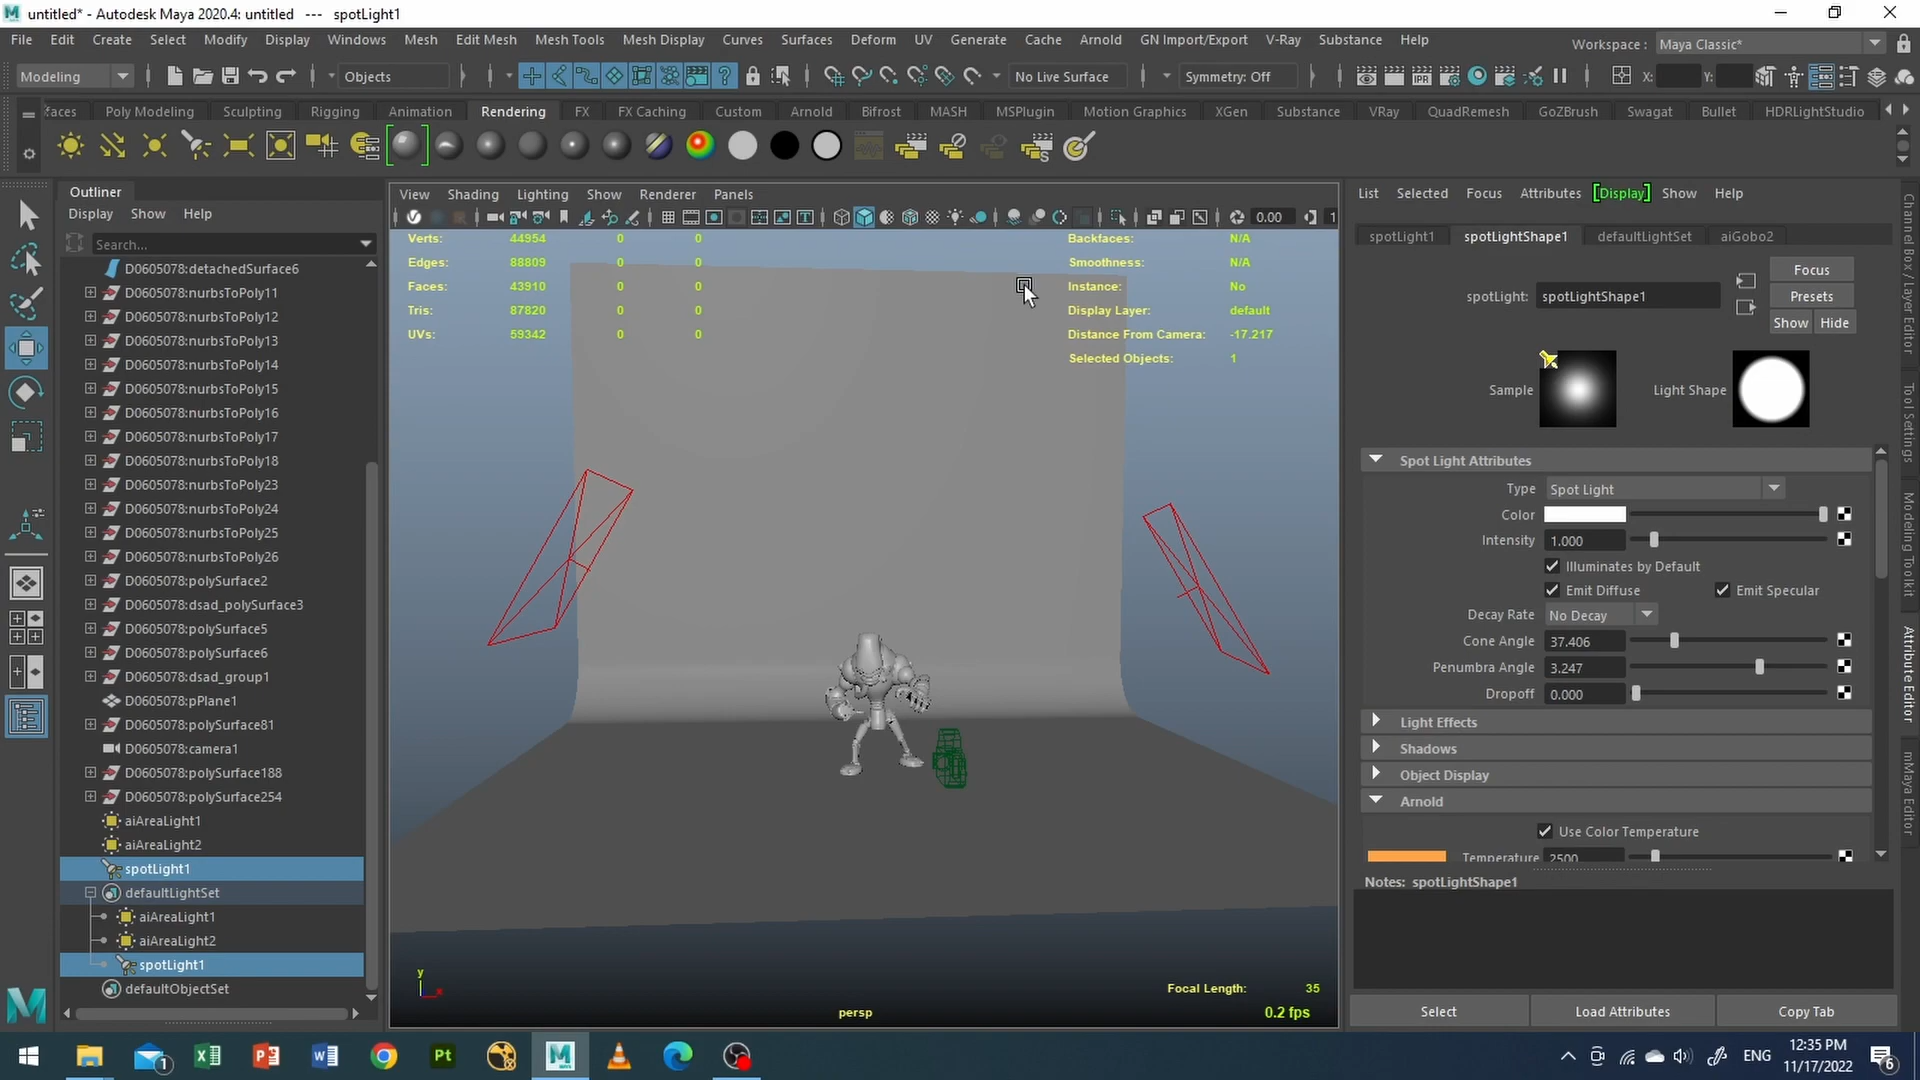 untitled* - Autodesk Maya 2020.4: untitled   ---   spotLight1
File Edit Create Select Modify Display Windows Mesh Edit Mesh Mesh Tools Mesh Display Curves Surfaces Deform UV Generate Cache Arnold GN Import/Export V-Ray Substance Help Workspace : Maya Classic*
Modeling Objects No Live Surface Symmetry: Off X: Y:
faces Poly Modeling Sculpting Rigging Animation Rendering FX FX Caching Custom Arnold Bifrost MASH MSPlugin Motion Graphics XGen Substance VRay QuadRemesh GoZBrush Swagat Bullet HDRLightStudio
Outliner
Display Show Help
Search...
D0605078:detachedSurface6
D0605078:nurbsToPoly11
D0605078:nurbsToPoly12
D0605078:nurbsToPoly13
D0605078:nurbsToPoly14
D0605078:nurbsToPoly15
D0605078:nurbsToPoly16
D0605078:nurbsToPoly17
D0605078:nurbsToPoly18
D0605078:nurbsToPoly23
D0605078:nurbsToPoly24
D0605078:nurbsToPoly25
D0605078:nurbsToPoly26
D0605078:polySurface2
D0605078:dsad_polySurface3
D0605078:polySurface5
D0605078:polySurface6
D0605078:dsad_group1
D0605078:pPlane1
D0605078:polySurface81
D0605078:camera1
D0605078:polySurface188
D0605078:polySurface254
aiAreaLight1
aiAreaLight2
spotLight1
defaultLightSet
aiAreaLight1
aiAreaLight2
spotLight1
defaultObjectSet
View Shading Lighting Show Renderer Panels
0.00 1
Verts: 44954 0 0
Edges: 88809 0 0
Faces: 43910 0 0
Tris: 87820 0 0
UVs: 59342 0 0
Backfaces: N/A
Smoothness: N/A
Instance: No
Display Layer: default
Distance From Camera: -17.217
Selected Objects: 1
y
x
persp
Focal Length: 35
0.2 fps
List Selected Focus Attributes Display Show Help
spotLight1 spotLightShape1 defaultLightSet aiGobo2
spotLight: spotLightShape1
Focus
Presets
Show Hide
Sample Light Shape
Spot Light Attributes
Type Spot Light
Color
Intensity 1.000
Illuminates by Default
Emit Diffuse Emit Specular
Decay Rate No Decay
Cone Angle 37.406
Penumbra Angle 3.247
Dropoff 0.000
Light Effects
Shadows
Object Display
Arnold
Use Color Temperature
Temperature 2500
Notes: spotLightShape1
Select Load Attributes Copy Tab
Channel Box / Layer Editor
Tool Settings
Modeling Toolkit
Attribute Editor
mMaya Editor
1 Pt ENG
12:35 PM
11/17/2022
6